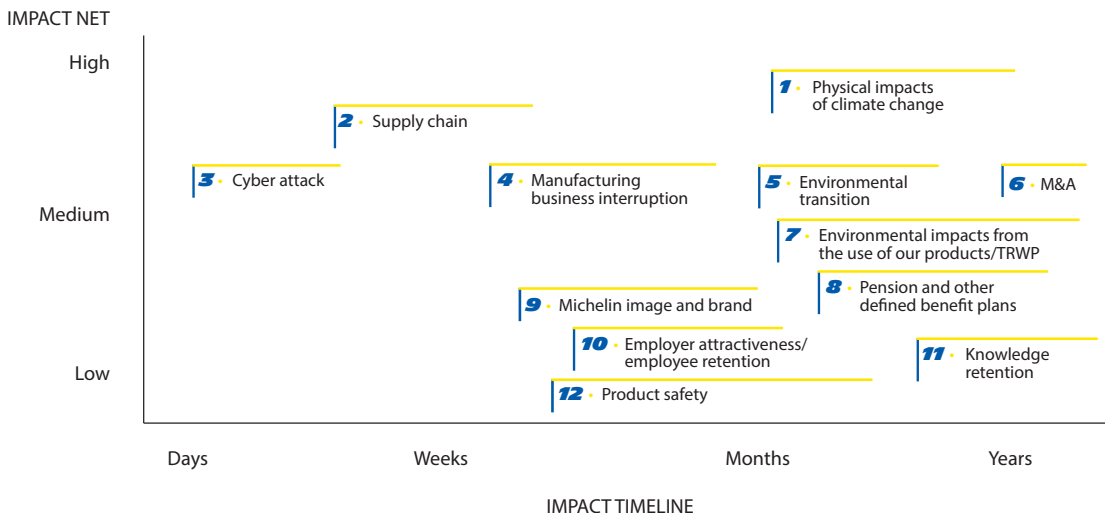 IMPACT NET
High
1 • Physical impacts
of climate change
2 • Supply chain
3 • Cyber attack
4 • Manufacturing
business interruption
5 • Environmental
transition
6 • M&A
Medium
7 • Environmental impacts from
the use of our products/TRWP
8 • Pension and other
defined benefit plans
9 • Michelin image and brand
10 • Employer attractiveness/
employee retention
11 • Knowledge
retention
Low
12 • Product safety
Days
Weeks
Months
Years
IMPACT TIMELINE